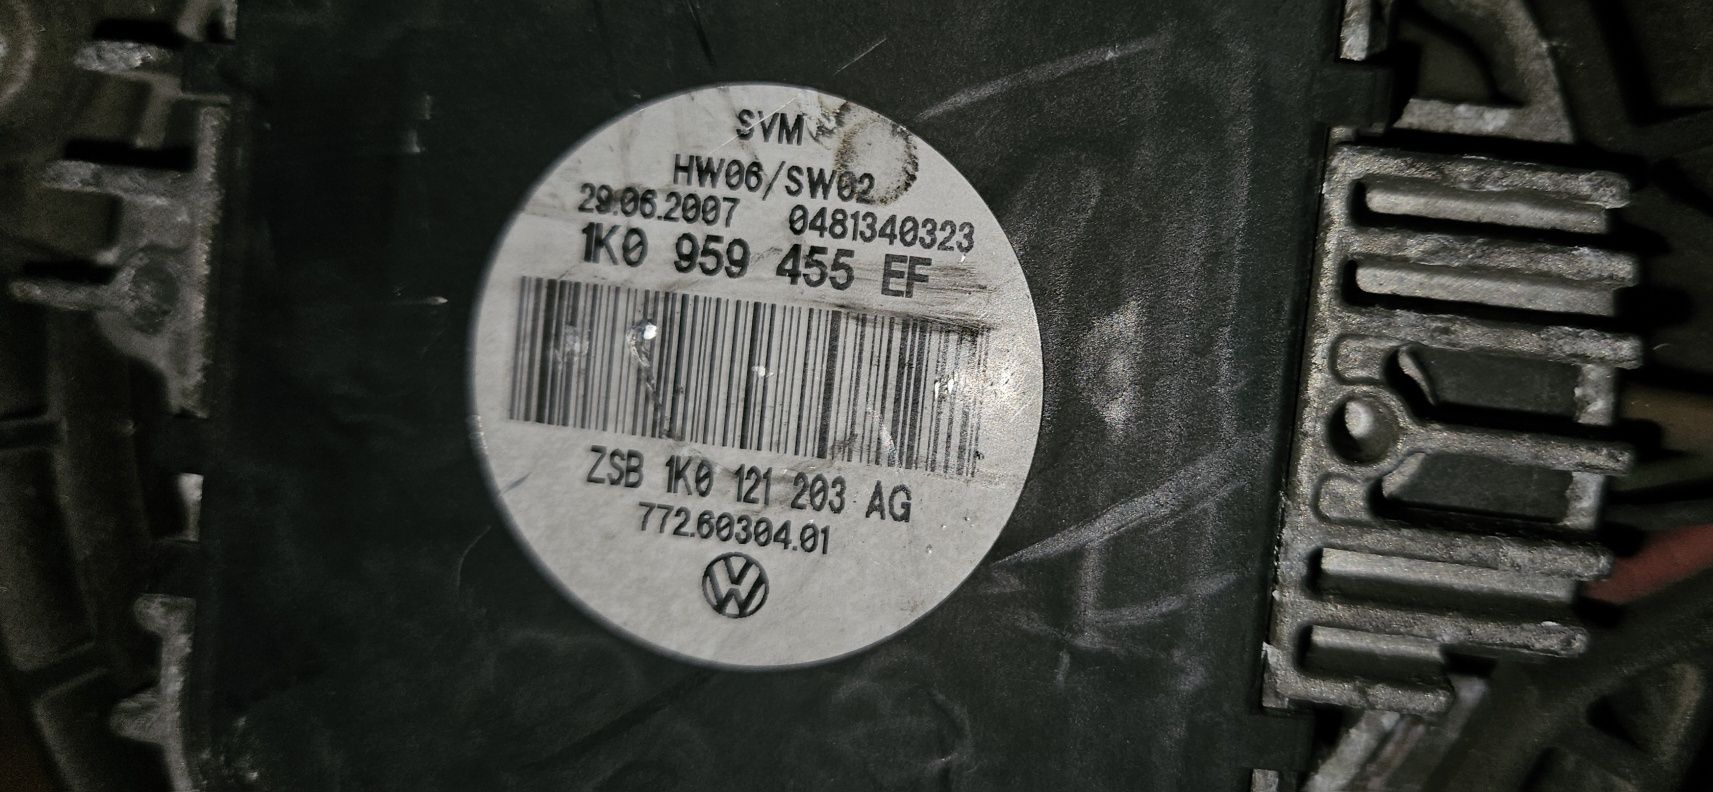 SVM
HW06/SW02
29.06.2007 0481340323
1K0 959 455 EF
ZSB 1K0 121 203 AG
772.60304.01